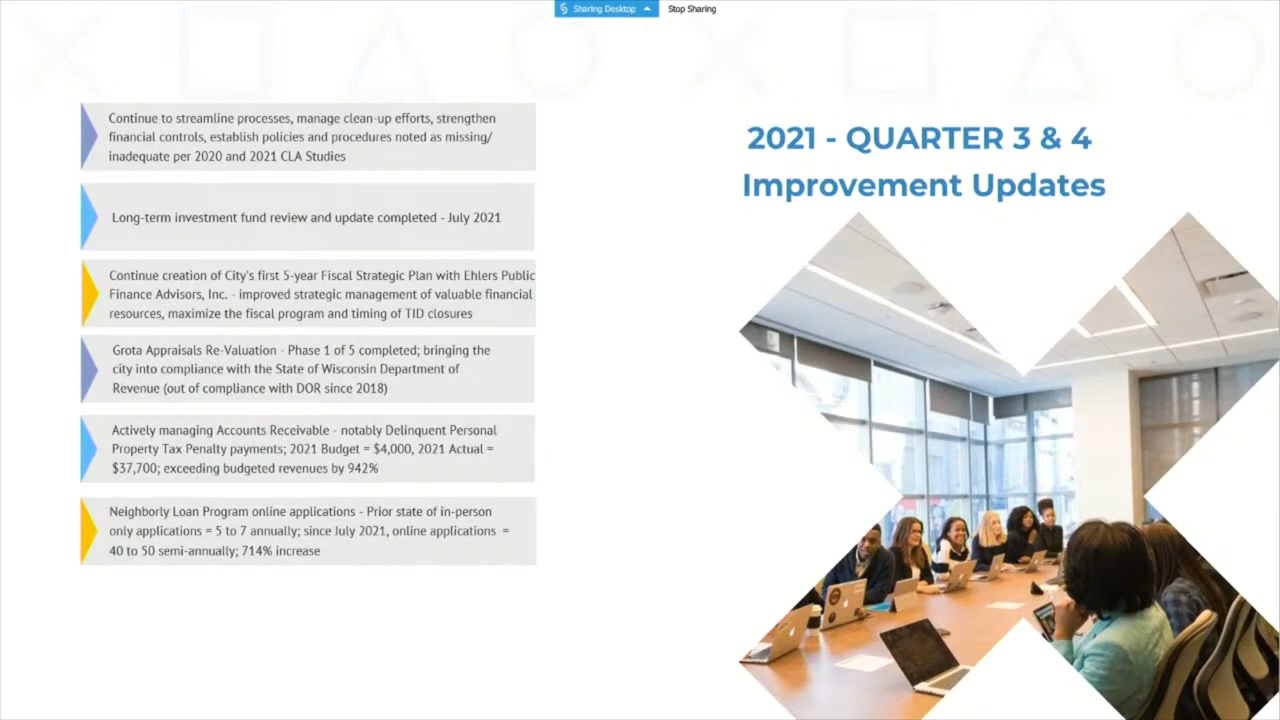 Sharing Desktop
Stop Sharing
Continue to streamline processes, manage clean-up efforts, strengthen
financial controls, establish policies and procedures noted as missing/
inadequate per 2020 and 2021 CLA Studies
Long-term investment fund review and update completed - July 2021
Continue creation of City's first 5-year Fiscal Strategic Plan with Ehlers Public
Finance Advisors, Inc. - improved strategic management of valuable financial
resources, maximize the fiscal program and timing of TID closures
Grota Appraisals Re-Valuation - Phase 1 of 5 completed; bringing the
city into compliance with the State of Wisconsin Department of
Revenue (out of compliance with DOR since 2018)
Actively managing Accounts Receivable - notably Delinquent Personal
Property Tax Penalty payments; 2021 Budget = $4,000, 2021 Actual =
$37,700; exceeding budgeted revenues by 942%
Neighborly Loan Program online applications - Prior state of in-person
only applications = 5 to 7 annually; since July 2021, online applications =
40 to 50 semi-annually; 714% increase
2021 - QUARTER 3 & 4
Improvement Updates